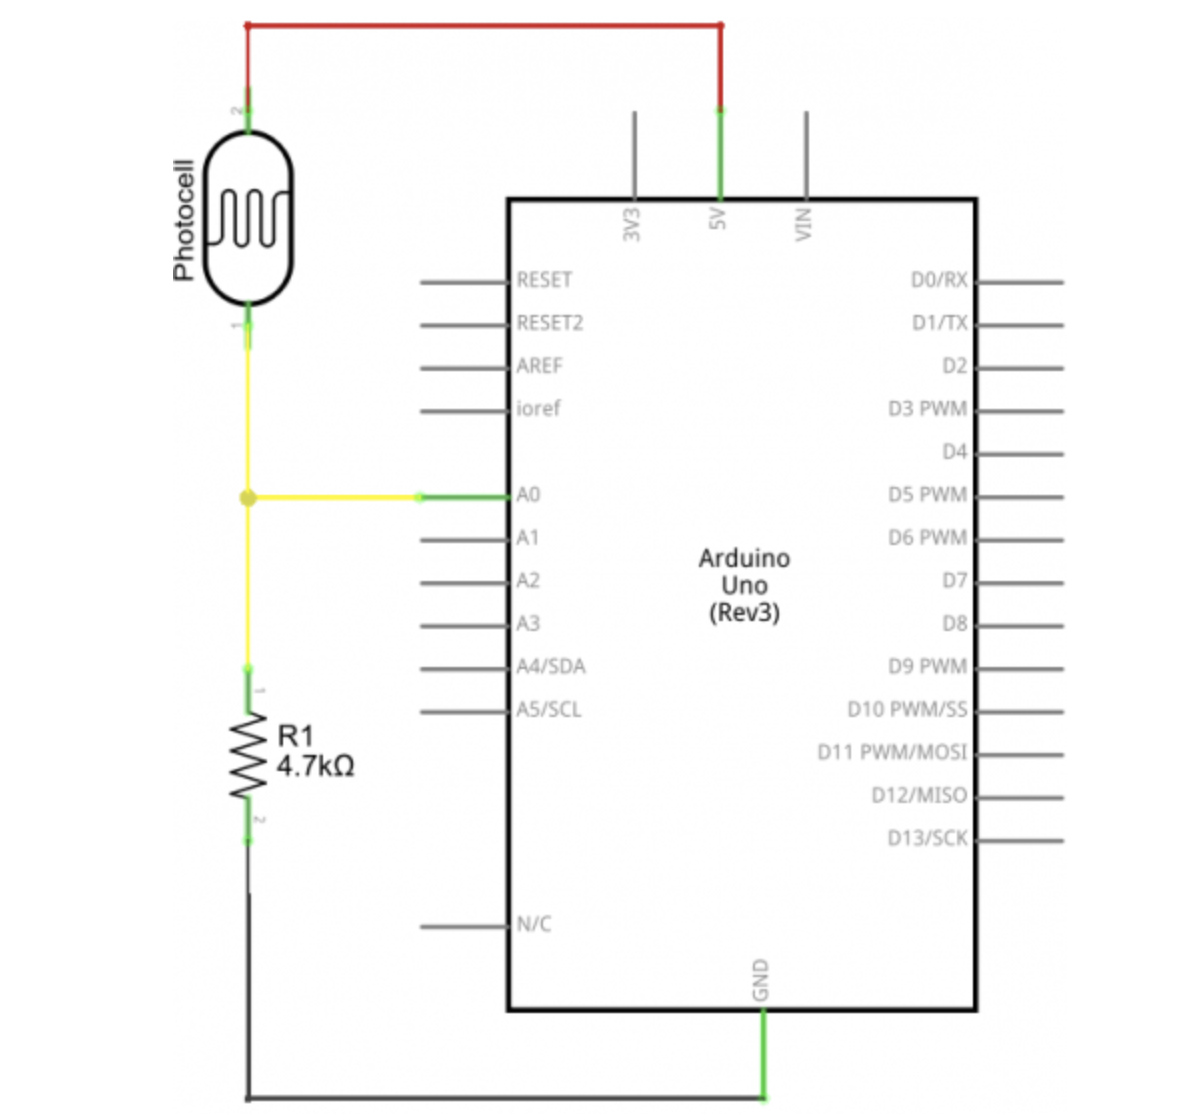 2
Photocell
1
3V3
5V
VIN
RESET
RESET2
AREF
ioref
A0
A1
A2
A3
A4/SDA
A5/SCL
N/C
D0/RX
D1/TX
D2
D3 PWM
D4
D5 PWM
D6 PWM
D7
D8
D9 PWM
D10 PWM/SS
D11 PWM/MOSI
D12/MISO
D13/SCK
Arduino
Uno
(Rev3)
GND
1
R1
4.7kΩ
2